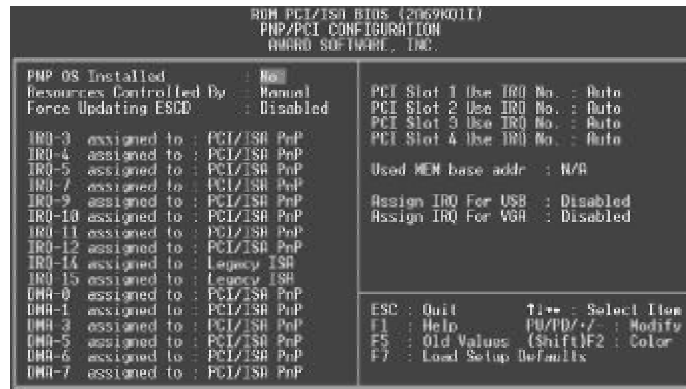 ROM PCI/ISA BIOS (2A69KQ1I)
PNP/PCI CONFIGURATION
AWARD SOFTWARE, INC.
PNP OS Installed : No
Resources Controlled By : Manual
Force Updating ESCD : Disabled
IRQ-3 assigned to : PCI/ISA PnP
IRQ-4 assigned to : PCI/ISA PnP
IRQ-5 assigned to : PCI/ISA PnP
IRQ-7 assigned to : PCI/ISA PnP
IRQ-9 assigned to : PCI/ISA PnP
IRQ-10 assigned to : PCI/ISA PnP
IRQ-11 assigned to : PCI/ISA PnP
IRQ-12 assigned to : PCI/ISA PnP
IRQ-14 assigned to : Legacy ISA
IRQ-15 assigned to : Legacy ISA
DMA-0 assigned to : PCI/ISA PnP
DMA-1 assigned to : PCI/ISA PnP
DMA-3 assigned to : PCI/ISA PnP
DMA-5 assigned to : PCI/ISA PnP
DMA-6 assigned to : PCI/ISA PnP
DMA-7 assigned to : PCI/ISA PnP
PCI Slot 1 Use IRQ No. : Auto
PCI Slot 2 Use IRQ No. : Auto
PCI Slot 3 Use IRQ No. : Auto
PCI Slot 4 Use IRQ No. : Auto
Used MEM base addr : N/A
Assign IRQ For USB : Disabled
Assign IRQ For VGA : Disabled
ESC : Quit ↑↓→← : Select Item
F1 : Help PU/PD/+/- : Modify
F5 : Old Values (Shift)F2 : Color
F7 : Load Setup Defaults